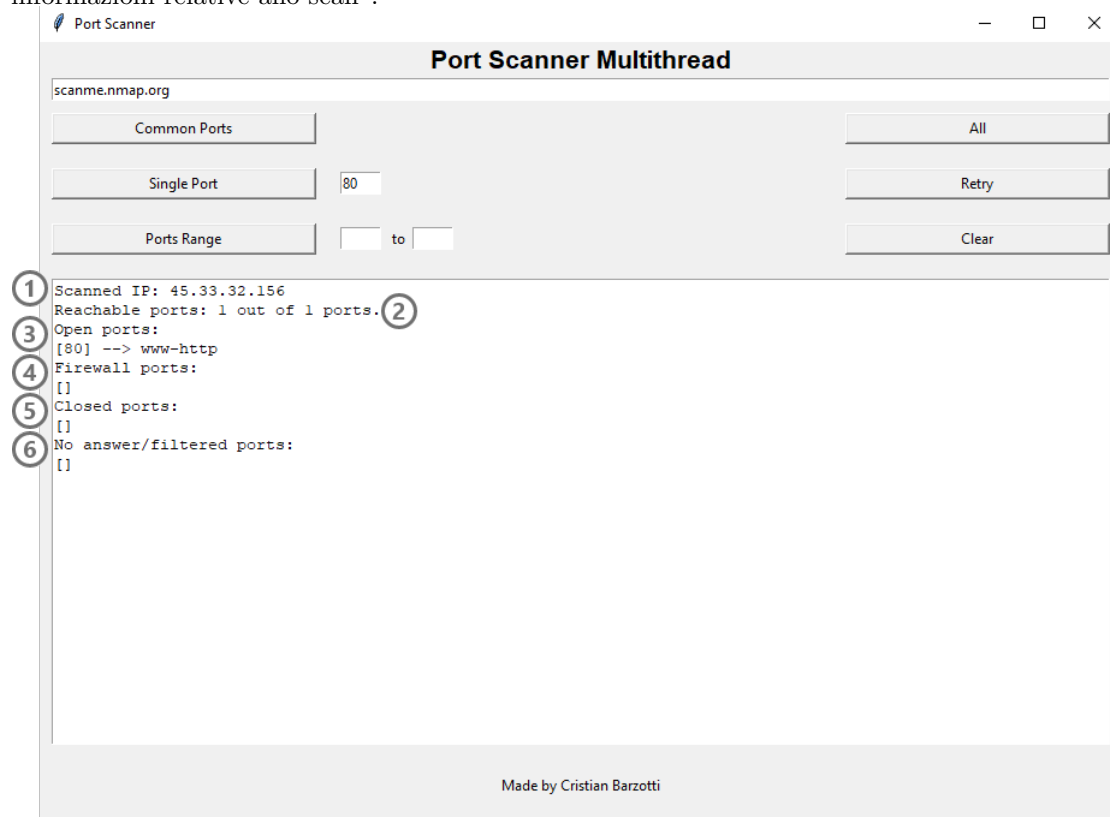 informazioni relative allo scan .
Port Scanner
Port Scanner Multithread
scanme.nmap.org
Common Ports
All
Single Port
80
Retry
Ports Range
to
Clear
1 Scanned IP: 45.33.32.156
Reachable ports: 1 out of 1 ports. 2
3 Open ports:
[80] --> www-http
4 Firewall ports:
[]
5 Closed ports:
[]
6 No answer/filtered ports:
[]
Made by Cristian Barzotti